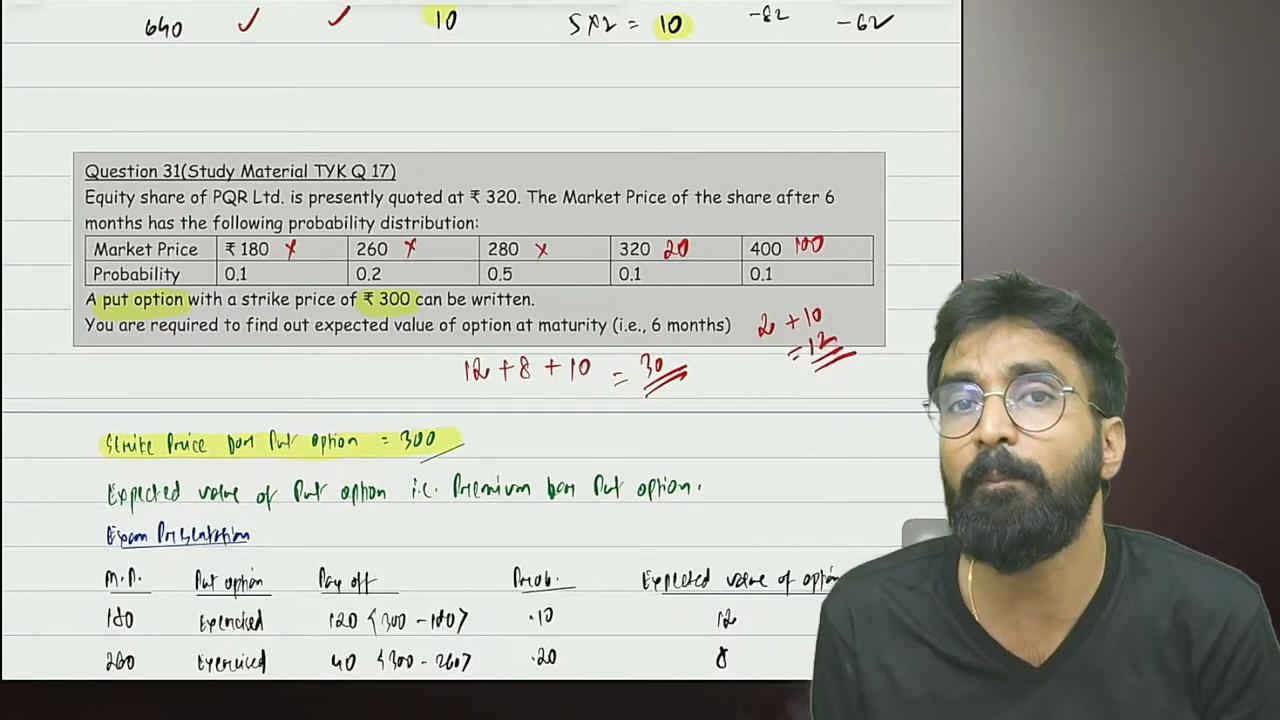 640 ✓ ✓ 10 5×2 = 10 -82 -62
Question 31(Study Material TYK Q 17)
Equity share of PQR Ltd. is presently quoted at ₹ 320. The Market Price of the share after 6
months has the following probability distribution:
Market Price ₹ 180 x 260 x 280 x 320 20 400 100
Probability 0.1 0.2 0.5 0.1 0.1
A put option with a strike price of ₹ 300 can be written.
You are required to find out expected value of option at maturity (i.e., 6 months)
2 + 10
= 12
12 + 8 + 10 = 30
Strike Price for Put option = 300
Expected value of Put option i.e. Premium for Put option.
Exam Presentation
M.P. Put option Pay off Prob. Expected value of option
180 Exercised 120 {300 - 180} .10 12
260 Exercised 40 {300 - 260} .20 8